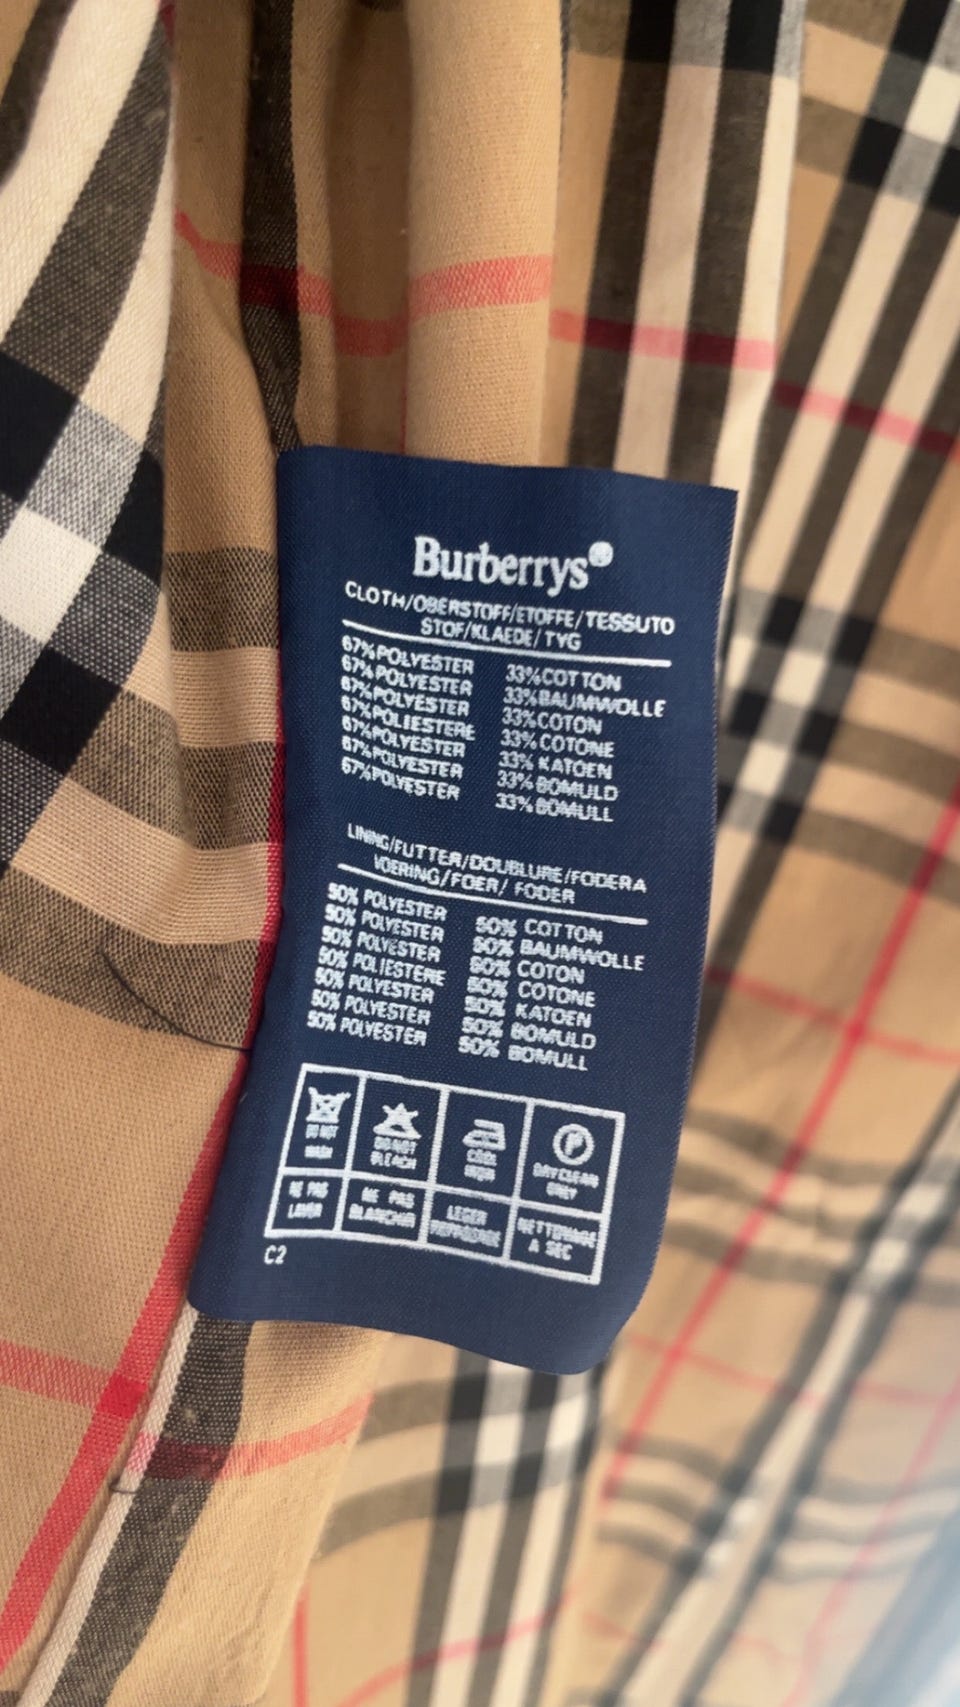 Burberrys
CLOTH/OBERSTOFF/ETOFFE/TESSUTO
STOF/KLAEDE/TYG
67% POLYESTER 33% COTTON
67% POLYESTER 33% BAUMWOLLE
67% POLYESTER 33% COTON
67% POLIESTERE 33% COTONE
67% POLYESTER 33% KATOEN
67% POLYESTER 33% BOMULD
67% POLYESTER 33% BOMULL
LINING/FUTTER/DOUBLURE/FODERA
VOERING/FOER/ FODER
50% POLYESTER 50% COTTON
50% POLYESTER 50% BAUMWOLLE
50% POLYESTER 50% COTON
50% POLIESTERE 50% COTONE
50% POLYESTER 50% KATOEN
50% POLYESTER 50% BOMULD
50% POLYESTER 50% BOMULL
P
DO NOT WASH
DO NOT BLEACH
COOL IRON
DRY CLEAN ONLY
NE PAS LAVER
NE PAS BLANCHIR
LEGER
NETTOYAGE A SEC
C2